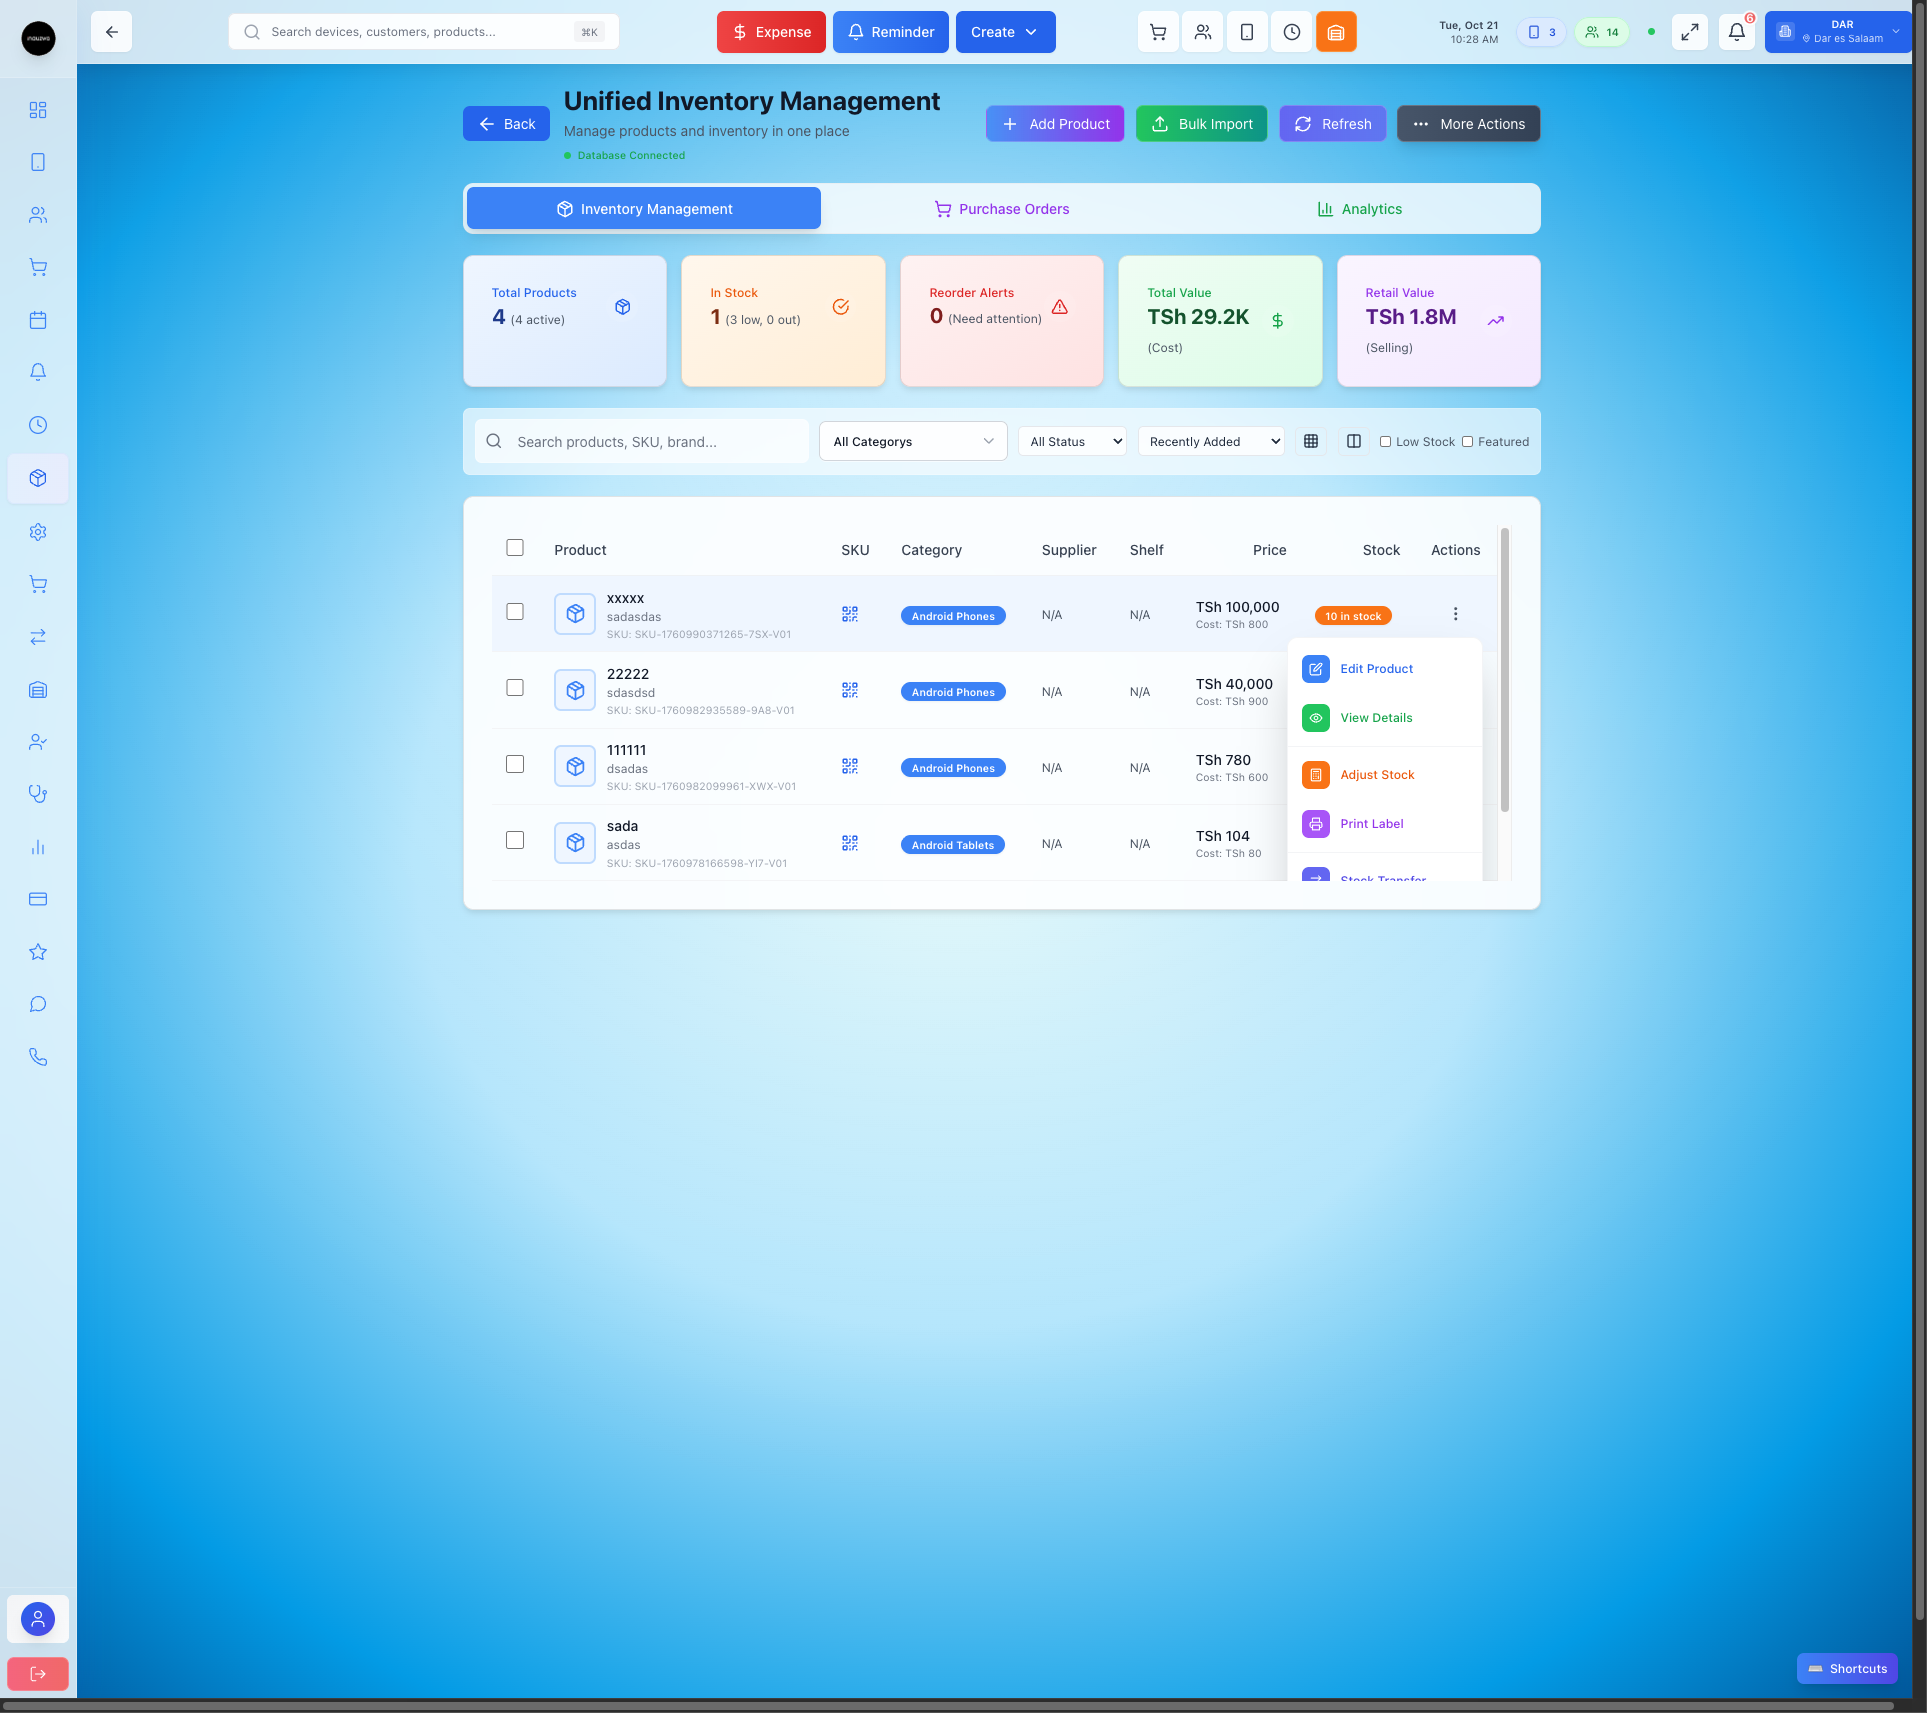 Search devices, customers, products...
⌘K
Expense
Reminder
Create
Tue, Oct 21
10:28 AM
3
14
6
DAR
Dar es Salaam
Back
Unified Inventory Management
Manage products and inventory in one place
Database Connected
Add Product
Bulk Import
Refresh
More Actions
Inventory Management
Purchase Orders
Analytics
Total Products
4 (4 active)
In Stock
1 (3 low, 0 out)
Reorder Alerts
0 (Need attention)
Total Value
TSh 29.2K
(Cost)
Retail Value
TSh 1.8M
(Selling)
Search products, SKU, brand...
All Categorys
All Status
Recently Added
Low Stock
Featured
Product
SKU
Category
Supplier
Shelf
Price
Stock
Actions
xxxxx
sadasdas
SKU: SKU-1760990371265-7SX-V01
Android Phones
N/A
N/A
TSh 100,000
Cost: TSh 800
10 in stock
22222
sdasdsd
SKU: SKU-1760982935589-9A8-V01
Android Phones
N/A
N/A
TSh 40,000
Cost: TSh 900
111111
dsadas
SKU: SKU-1760982099961-XWX-V01
Android Phones
N/A
N/A
TSh 780
Cost: TSh 600
sada
asdas
SKU: SKU-1760978166598-YI7-V01
Android Tablets
N/A
N/A
TSh 104
Cost: TSh 80
Edit Product
View Details
Adjust Stock
Print Label
Stock Transfer
Shortcuts